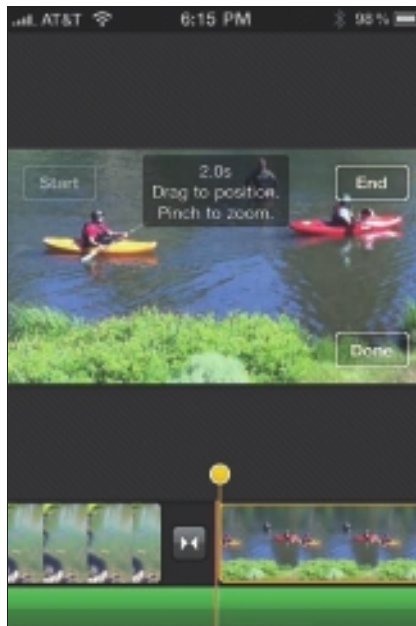 AT&T 6:15 PM 98%
Start
2.0s
Drag to position.
Pinch to zoom.
End
Done